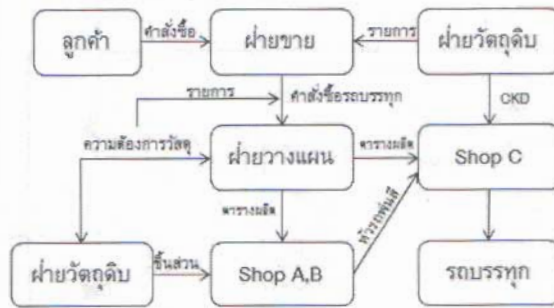 ลูกค้า
คำสั่งซื้อ
ฝ่ายขาย
รายการ
ฝ่ายวัตถุดิบ
รายการ
คำสั่งซื้อรถบรรทุก
CKD
ความต้องการวัสดุ
ฝ่ายวางแผน
ตารางผลิต
Shop C
ตารางผลิต
หัวรถพ่นสี
ฝ่ายวัตถุดิบ
ชิ้นส่วน
Shop A,B
รถบรรทุก